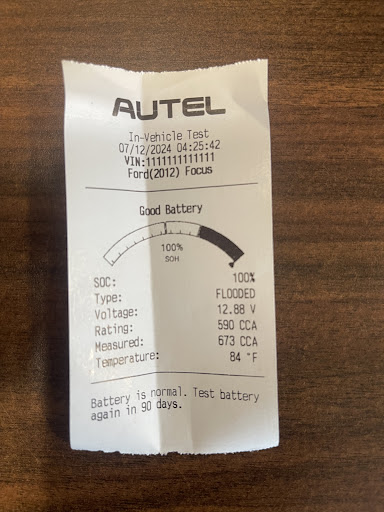 AUTEL
In-Vehicle Test
07/12/2024 04:25:42
VIN:1111111111111
Ford(2012) Focus
Good Battery
100%
SOH
SOC: 100%
Type: FLOODED
Voltage: 12.88 V
Rating: 590 CCA
Measured: 673 CCA
Temperature: 84 °F
Battery is normal. Test battery
again in 90 days.